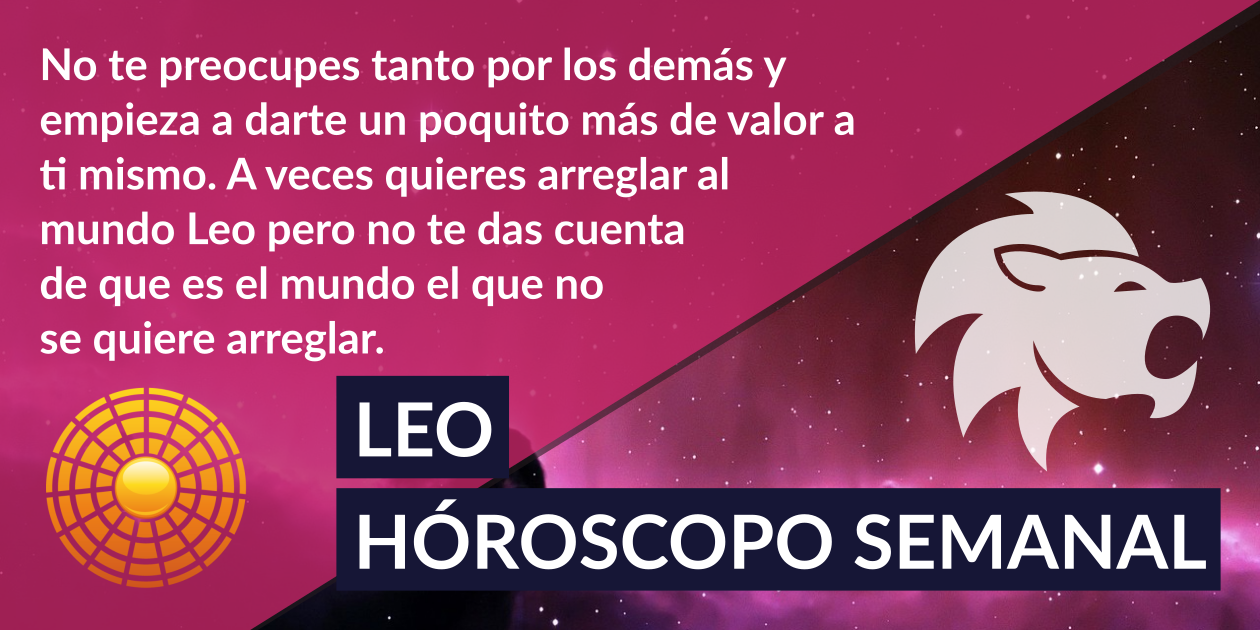 No te preocupes tanto por los demás y
empieza a darte un poquito más de valor a
ti mismo. A veces quieres arreglar al
mundo Leo pero no te das cuenta
de que es el mundo el que no
se quiere arreglar.
LEO
HÓROSCOPO SEMANAL